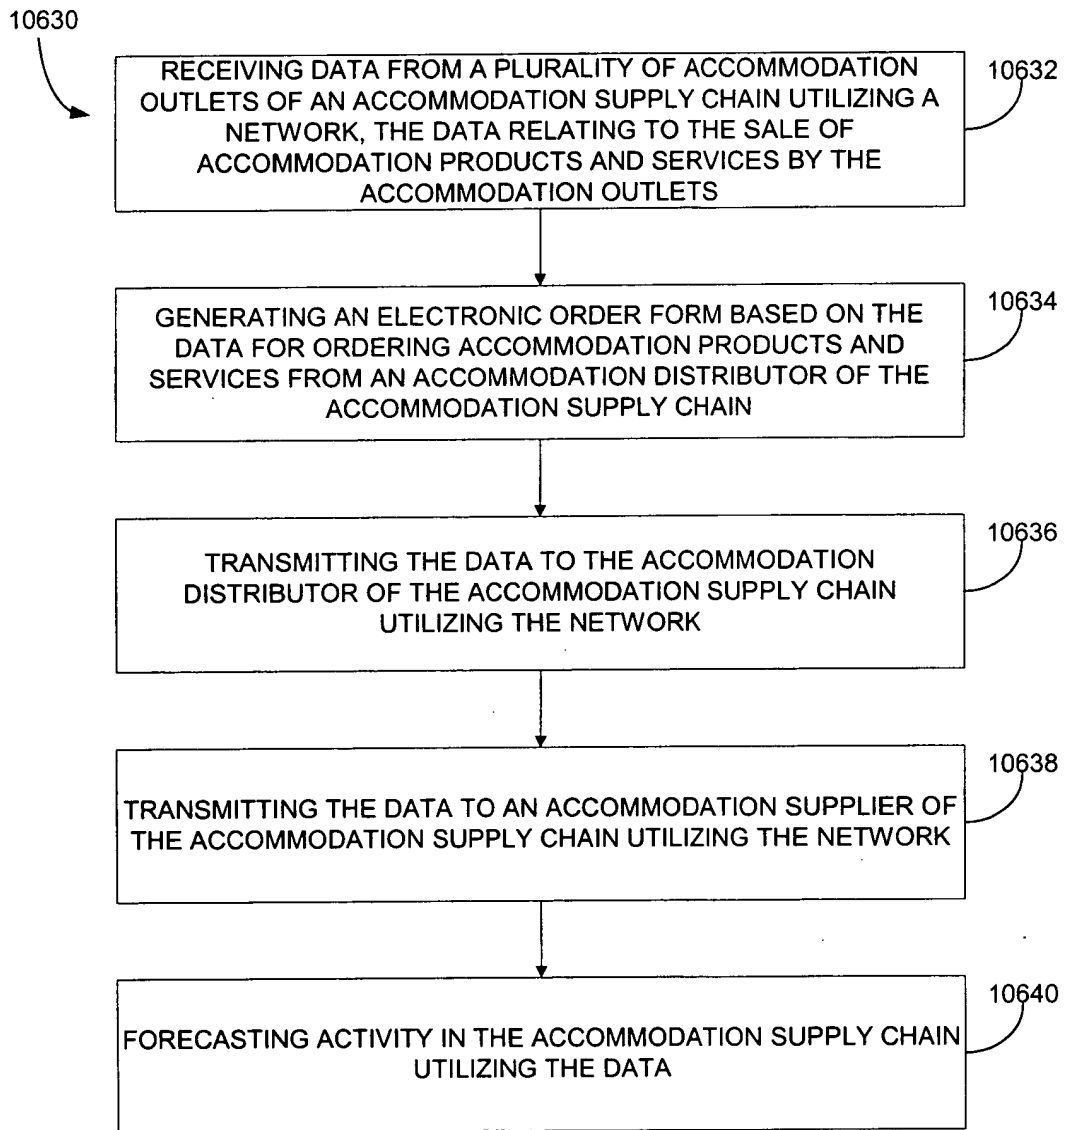 10630
RECEIVING DATA FROM A PLURALITY OF ACCOMMODATION
OUTLETS OF AN ACCOMMODATION SUPPLY CHAIN UTILIZING A
NETWORK, THE DATA RELATING TO THE SALE OF
ACCOMMODATION PRODUCTS AND SERVICES BY THE
ACCOMMODATION OUTLETS
10632
GENERATING AN ELECTRONIC ORDER FORM BASED ON THE
DATA FOR ORDERING ACCOMMODATION PRODUCTS AND
SERVICES FROM AN ACCOMMODATION DISTRIBUTOR OF THE
ACCOMMODATION SUPPLY CHAIN
10634
TRANSMITTING THE DATA TO THE ACCOMMODATION
DISTRIBUTOR OF THE ACCOMMODATION SUPPLY CHAIN
UTILIZING THE NETWORK
10636
TRANSMITTING THE DATA TO AN ACCOMMODATION SUPPLIER OF
THE ACCOMMODATION SUPPLY CHAIN UTILIZING THE NETWORK
10638
FORECASTING ACTIVITY IN THE ACCOMMODATION SUPPLY CHAIN
UTILIZING THE DATA
10640